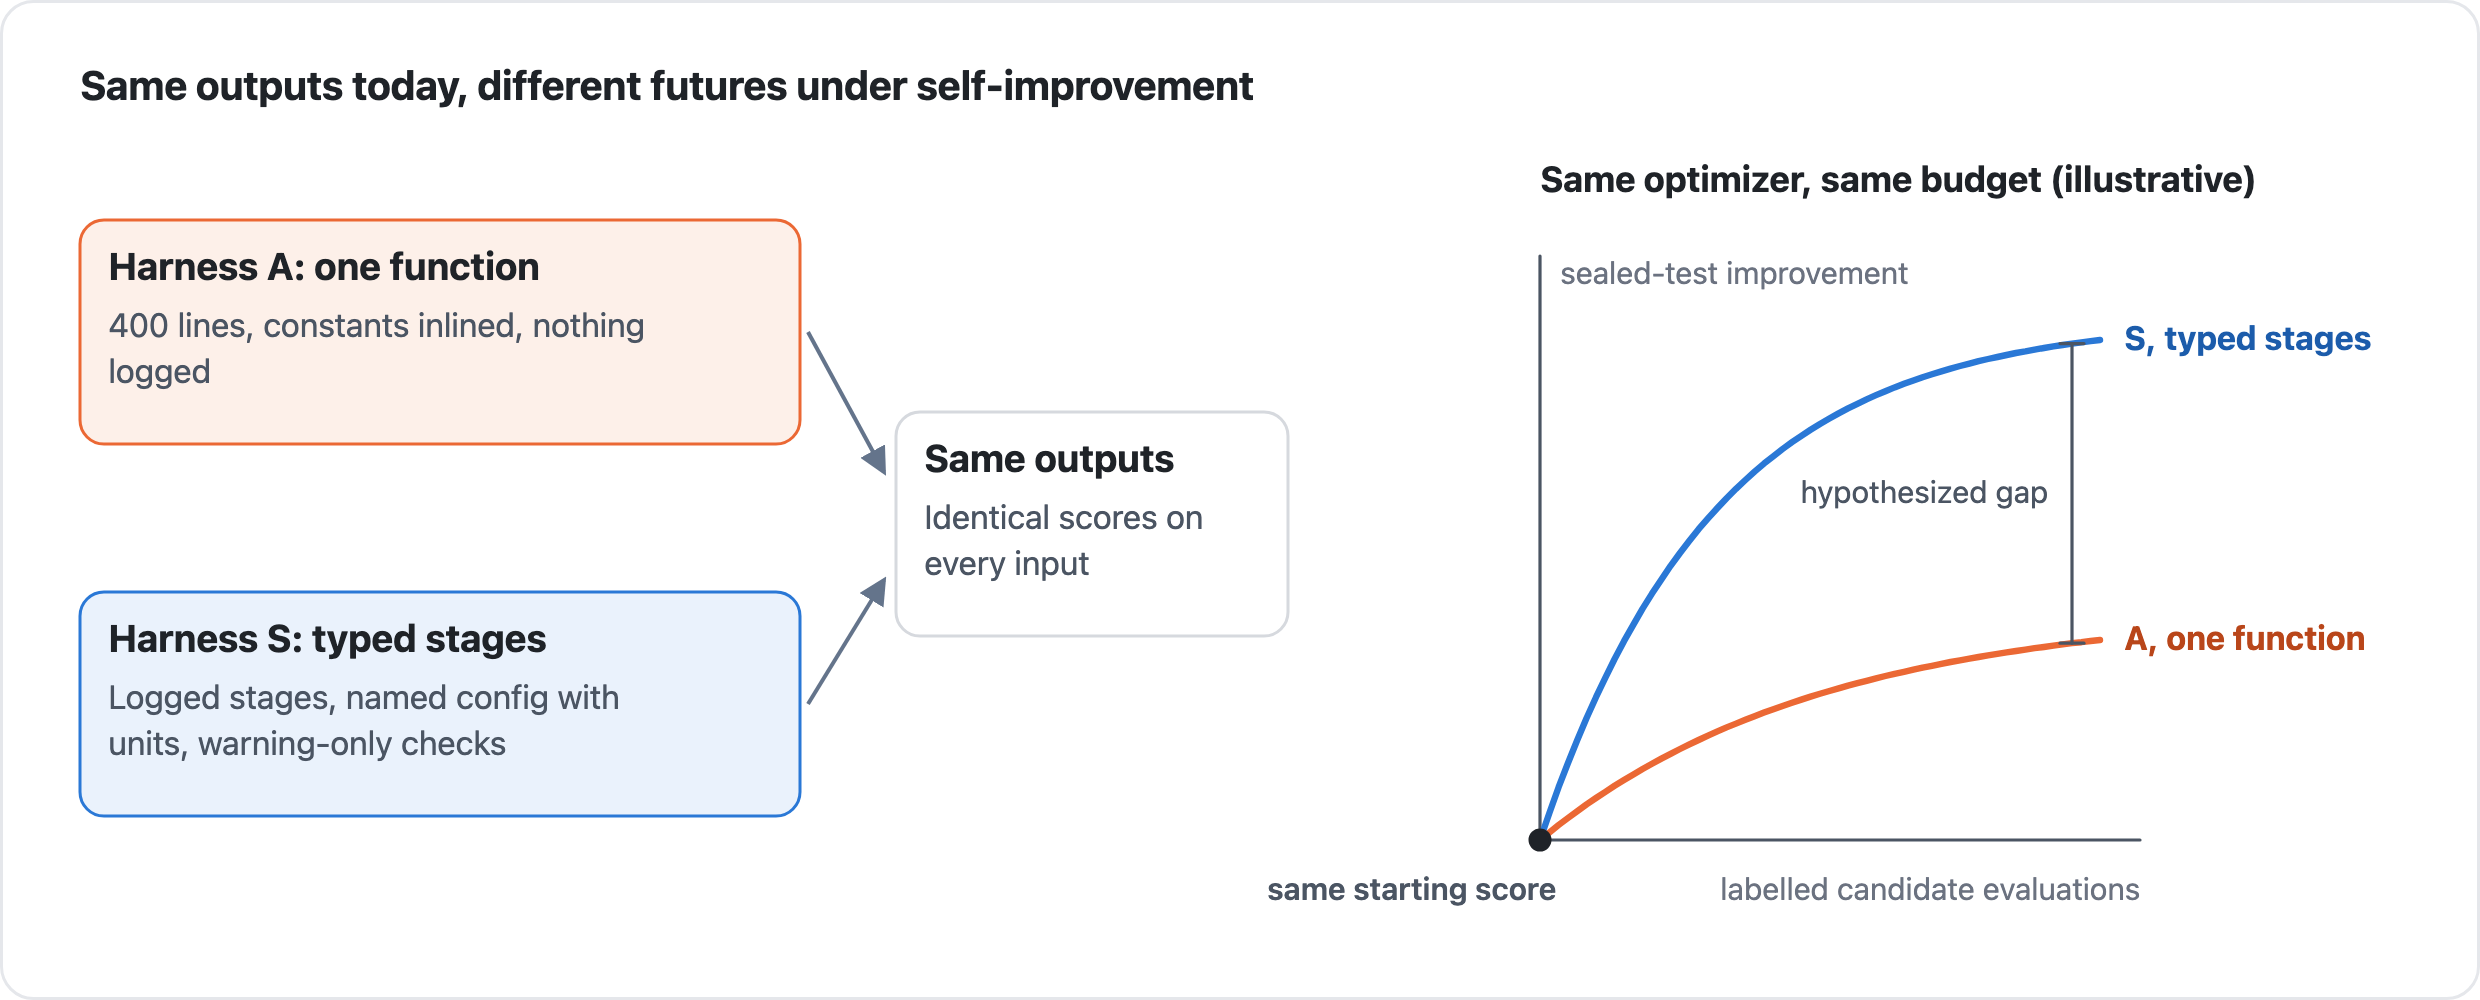 Same outputs today, different futures under self-improvement
Harness A: one function
400 lines, constants inlined, nothing
logged
Harness S: typed stages
Logged stages, named config with
units, warning-only checks
Same outputs
Identical scores on
every input
Same optimizer, same budget (illustrative)
sealed-test improvement
S, typed stages
hypothesized gap
A, one function
same starting score
labelled candidate evaluations